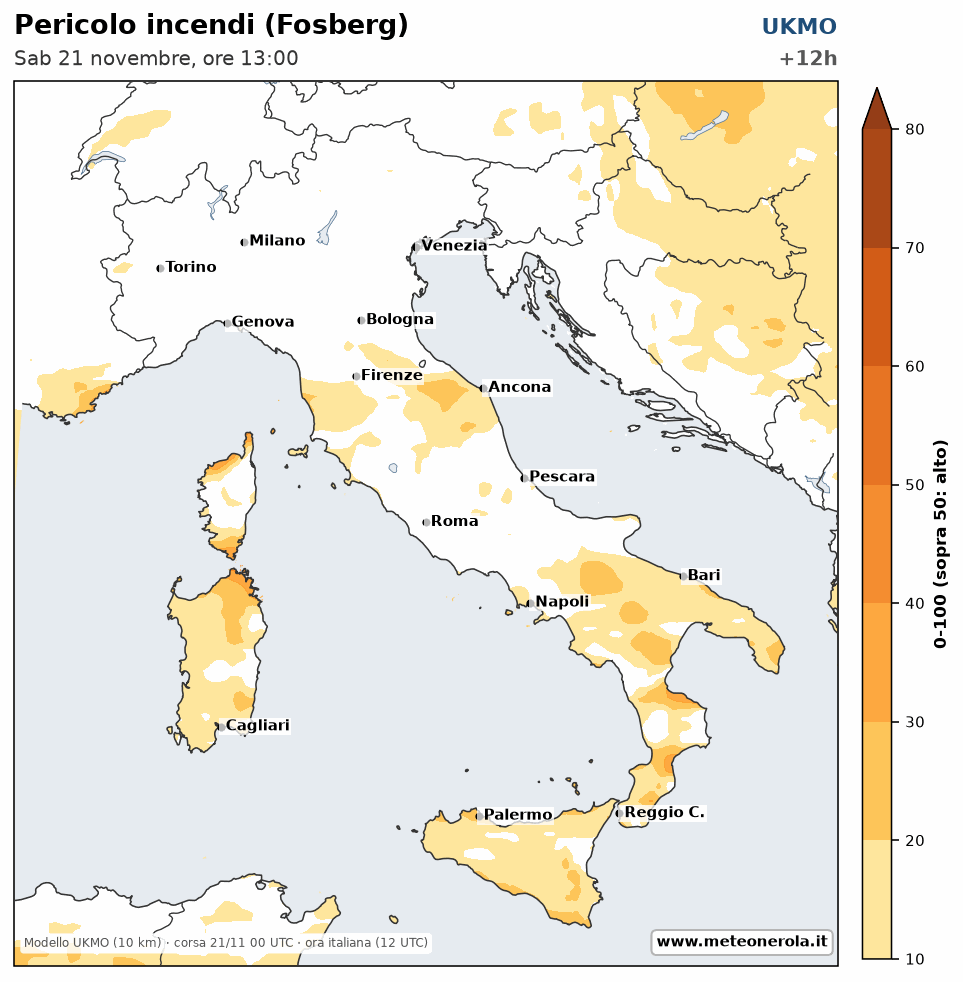 Pericolo incendi (Fosberg)
UKMO
Sab 21 novembre, ore 13:00
+12h
Milano
Venezia
Torino
Genova
Bologna
Firenze
Ancona
Pescara
Roma
Bari
Napoli
Cagliari
Palermo
Reggio C.
80
70
60
50
40
30
20
10
0-100 (sopra 50: alto)
Modello UKMO (10 km) · corsa 21/11 00 UTC · ora italiana (12 UTC)
www.meteonerola.it